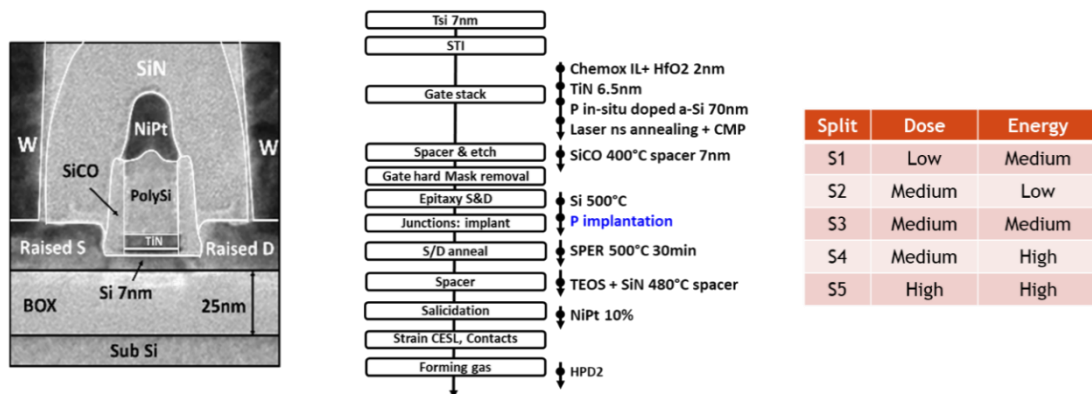 SiN
NiPt
W
W
SiCO
PolySi
TiN
Raised S
Raised D
Si 7nm
BOX
25nm
Sub Si
Tsi 7nm
STI
Gate stack
Chemox IL+ HfO2 2nm
TiN 6.5nm
P in-situ doped a-Si 70nm
Laser ns annealing + CMP
Spacer & etch
SiCO 400°C spacer 7nm
Gate hard Mask removal
Epitaxy S&D
Si 500°C
Junctions: implant
P implantation
S/D anneal
SPER 500°C 30min
Spacer
TEOS + SiN 480°C spacer
Salicidation
NiPt 10%
Strain CESL, Contacts
Forming gas
HPD2
Split Dose Energy
S1 Low Medium
S2 Medium Low
S3 Medium Medium
S4 Medium High
S5 High High